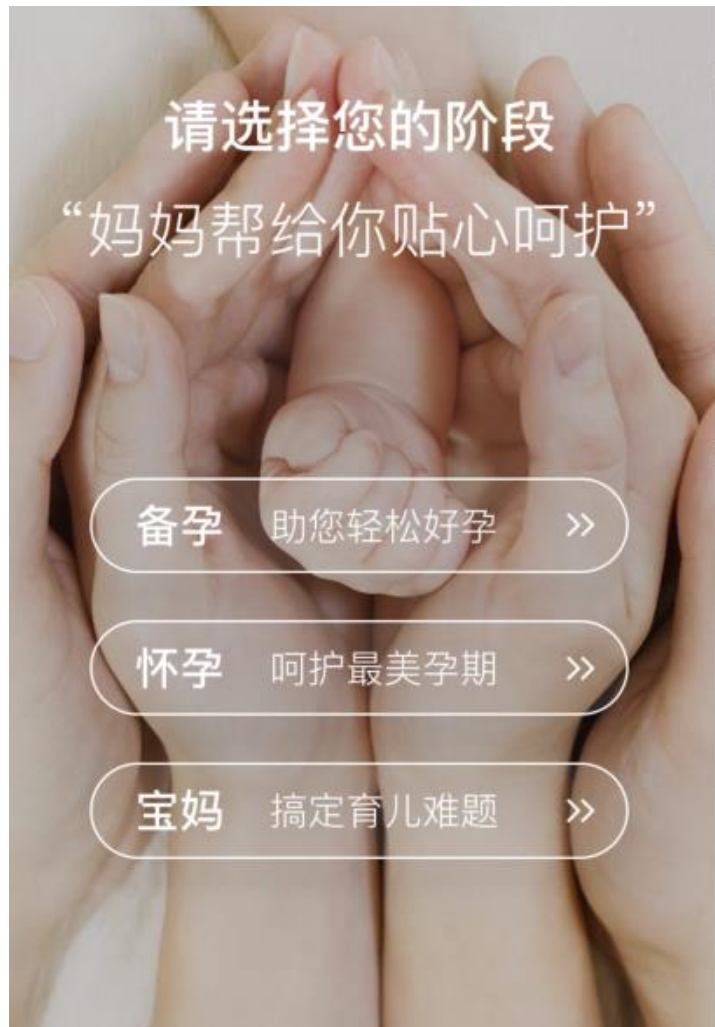 请选择您的阶段
“妈妈帮给你贴心呵护”
备孕 助您轻松好孕 >>
怀孕 呵护最美孕期 >>
宝妈 搞定育儿难题 >>